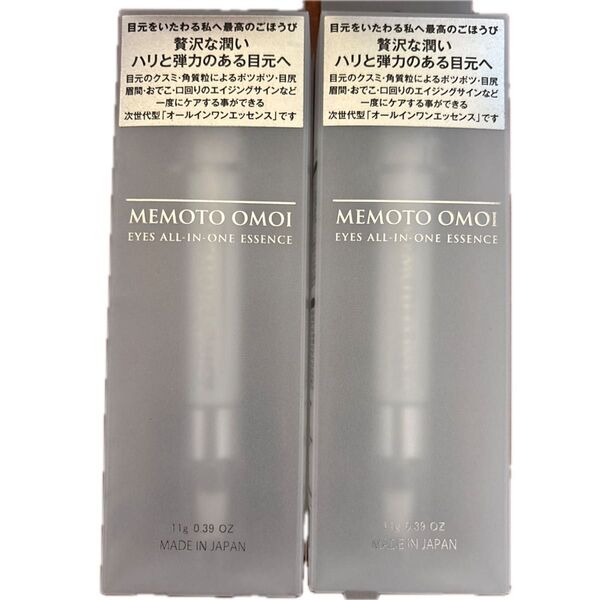 目元をいたわる私へ最高のごほうび
贅沢な潤い
ハリと弾力のある目元へ
目元のクスミ・角質粒によるポツポツ・目尻
眉間・おでこ・口回りのエイジングサインなど
一度にケアする事ができる
次世代型「オールインワンエッセンス」です
MEMOTO OMOI
EYES ALL-IN-ONE ESSENCE
11g 0.39 OZ
MADE IN JAPAN
目元をいたわる私へ最高のごほうび
贅沢な潤い
ハリと弾力のある目元へ
目元のクスミ・角質粒によるポツポツ・目尻
眉間・おでこ・口回りのエイジングサインなど
一度にケアする事ができる
次世代型「オールインワンエッセンス」です
MEMOTO OMOI
EYES ALL-IN-ONE ESSENCE
11g 0.39 OZ
MADE IN JAPAN